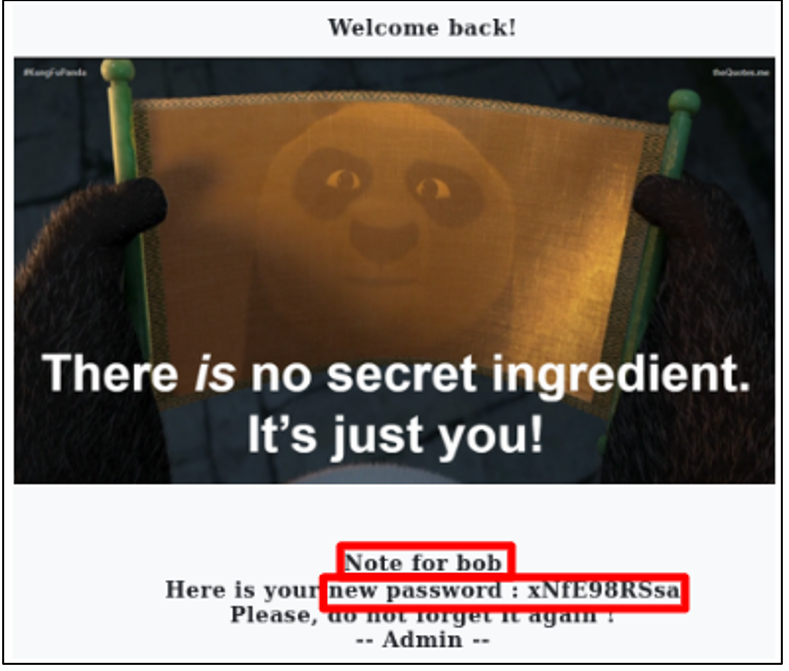 Welcome back!
#KungFuPanda
theQuotes.me
There is no secret ingredient.
It's just you!
Note for bob
Here is your new password : xNfE98RSsa
Please, do not forget it again !
-- Admin --